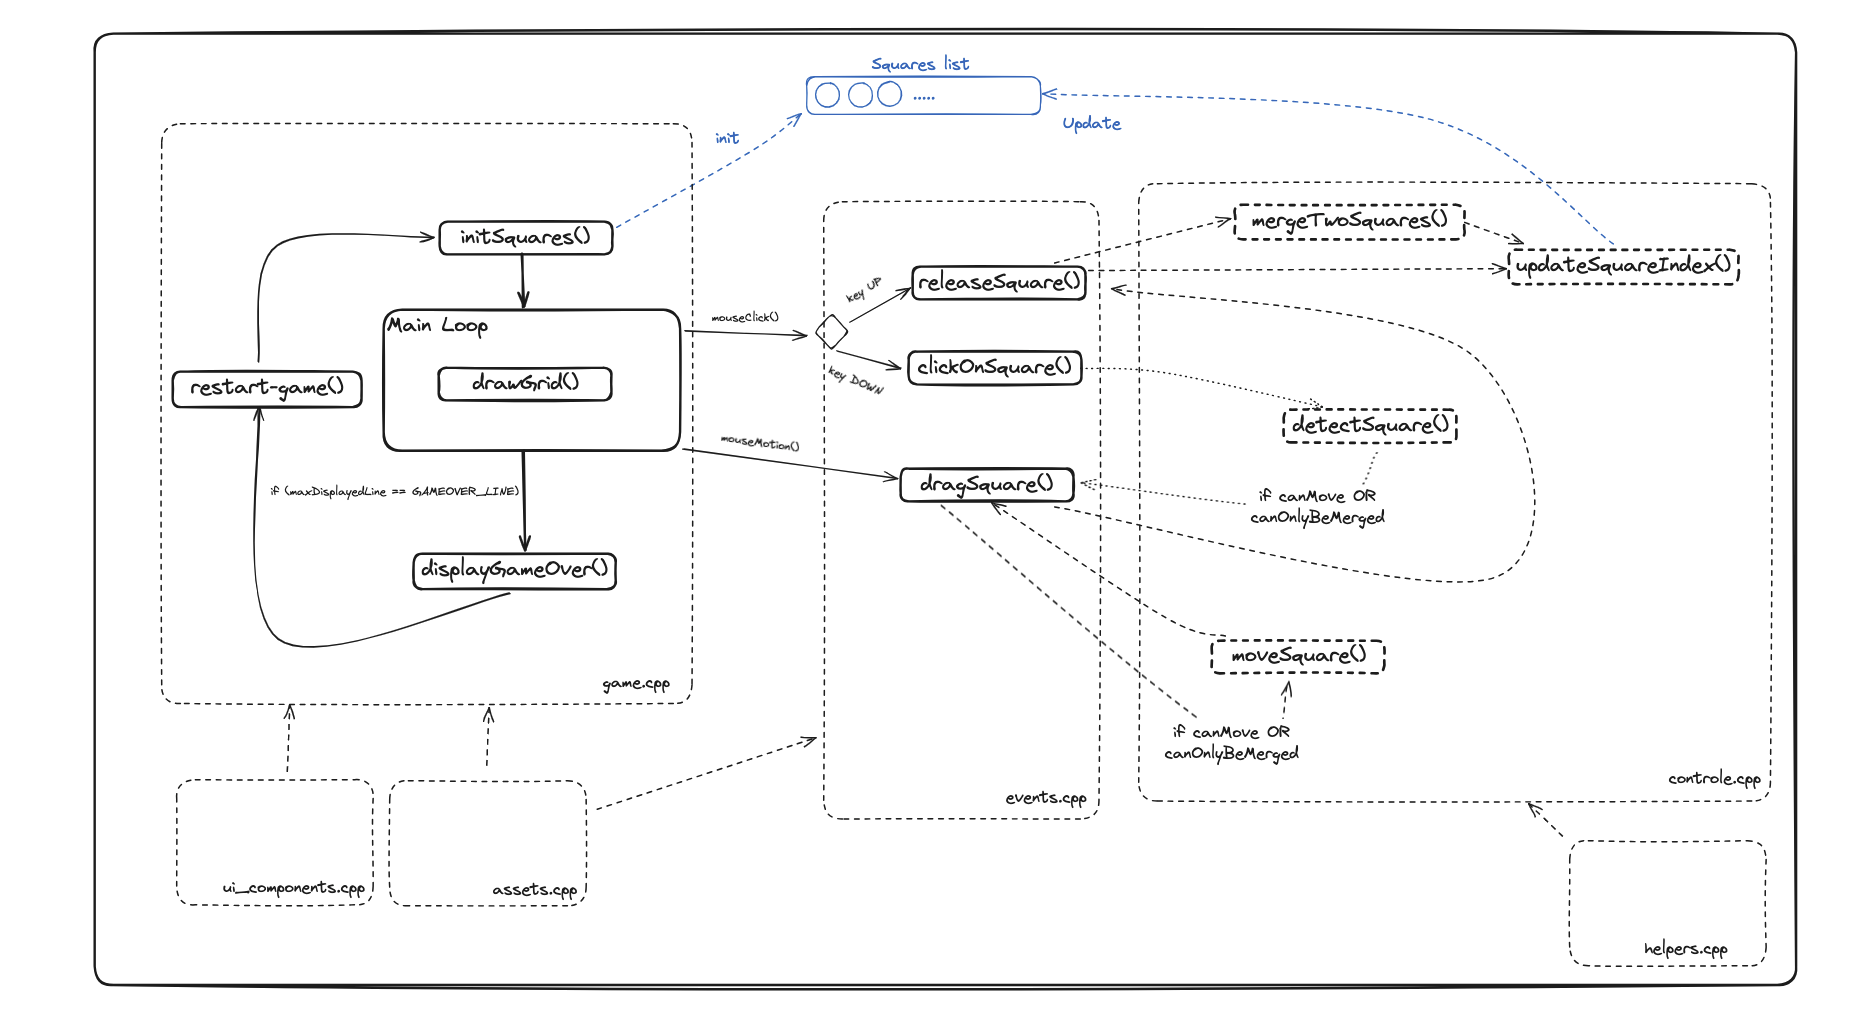 Squares list
.....
init
Update
initSquares()
Main Loop
drawGrid()
restart-game()
if (maxDisplayedLine == GAMEOVER_LINE)
displayGameOver()
game.cpp
mouseClick()
mouseMotion()
key UP
key DOWN
releaseSquare()
clickOnSquare()
dragSquare()
events.cpp
mergeTwoSquares()
updateSquareIndex()
detectSquare()
if canMove OR
canOnlyBeMerged
moveSquare()
if canMove OR
canOnlyBeMerged
controle.cpp
ui_components.cpp
assets.cpp
helpers.cpp